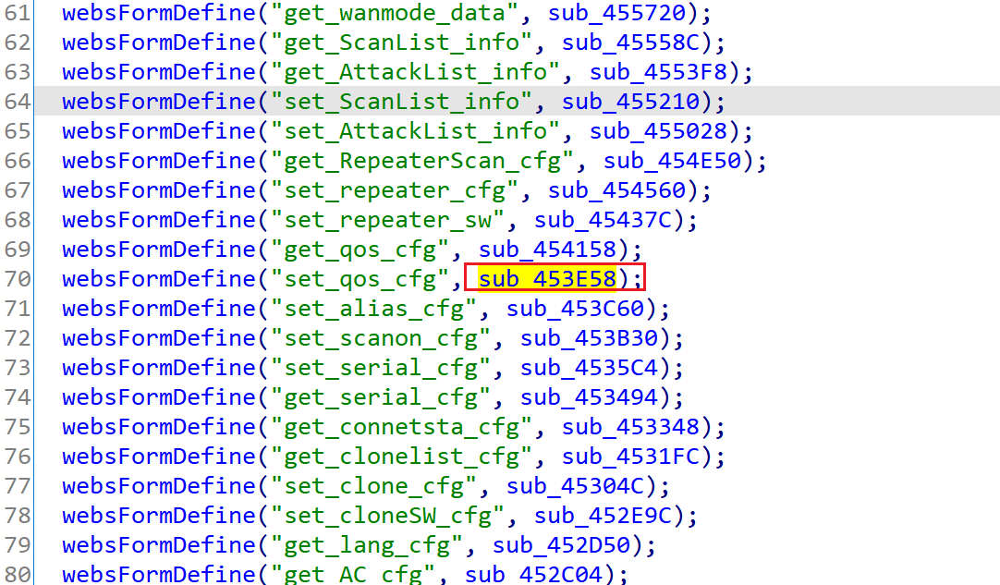 61 websFormDefine("get_wanmode_data", sub_455720);
62 websFormDefine("get_ScanList_info", sub_45558C);
63 websFormDefine("get_AttackList_info", sub_4553F8);
64 websFormDefine("set_ScanList_info", sub_455210);
65 websFormDefine("set_AttackList_info", sub_455028);
66 websFormDefine("get_RepeaterScan_cfg", sub_454E50);
67 websFormDefine("set_repeater_cfg", sub_454560);
68 websFormDefine("set_repeater_sw", sub_45437C);
69 websFormDefine("get_qos_cfg", sub_454158);
70 websFormDefine("set_qos_cfg", sub_453E58);
71 websFormDefine("set_alias_cfg", sub_453C60);
72 websFormDefine("set_scanon_cfg", sub_453B30);
73 websFormDefine("set_serial_cfg", sub_4535C4);
74 websFormDefine("get_serial_cfg", sub_453494);
75 websFormDefine("get_connetsta_cfg", sub_453348);
76 websFormDefine("get_clonelist_cfg", sub_4531FC);
77 websFormDefine("set_clone_cfg", sub_45304C);
78 websFormDefine("set_cloneSW_cfg", sub_452E9C);
79 websFormDefine("get_lang_cfg", sub_452D50);
80 websFormDefine("get_AC_cfg", sub_452C04);